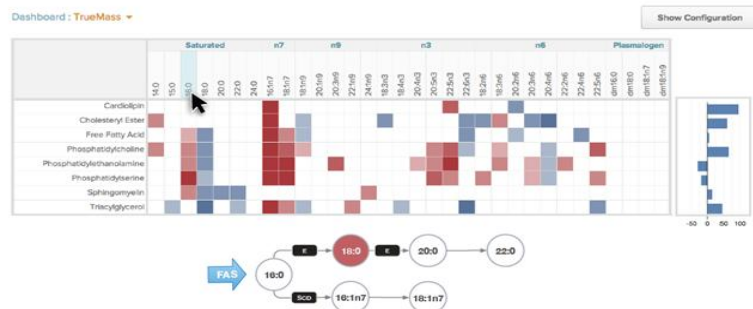 Dashboard : TrueMass
Show Configuration
Saturated n7 n9 n3 n6 Plasmalogen
14:0 15:0 16:0 18:0 20:0 22:0 24:0 16:1n7 18:1n7 18:1n9 20:1n9 20:3n9 22:1n9 24:1n9 18:3n3 18:4n3 20:4n3 20:5n3 22:5n3 22:6n3 18:2n6 18:3n6 20:2n6 20:3n6 20:4n6 22:2n6 22:4n6 22:5n6 dm16:0 dm18:0 dm18:1n7 dm18:1n9
Cardiolipin
Cholesteryl Ester
Free Fatty Acid
Phosphatidylcholine
Phosphatidylethanolamine
Phosphatidylserine
Sphingomyelin
Triacylglycerol
-50 0 50 100
E 18:0 E 20:0 22:0
FAS 16:0
SCD 16:1n7 18:1n7